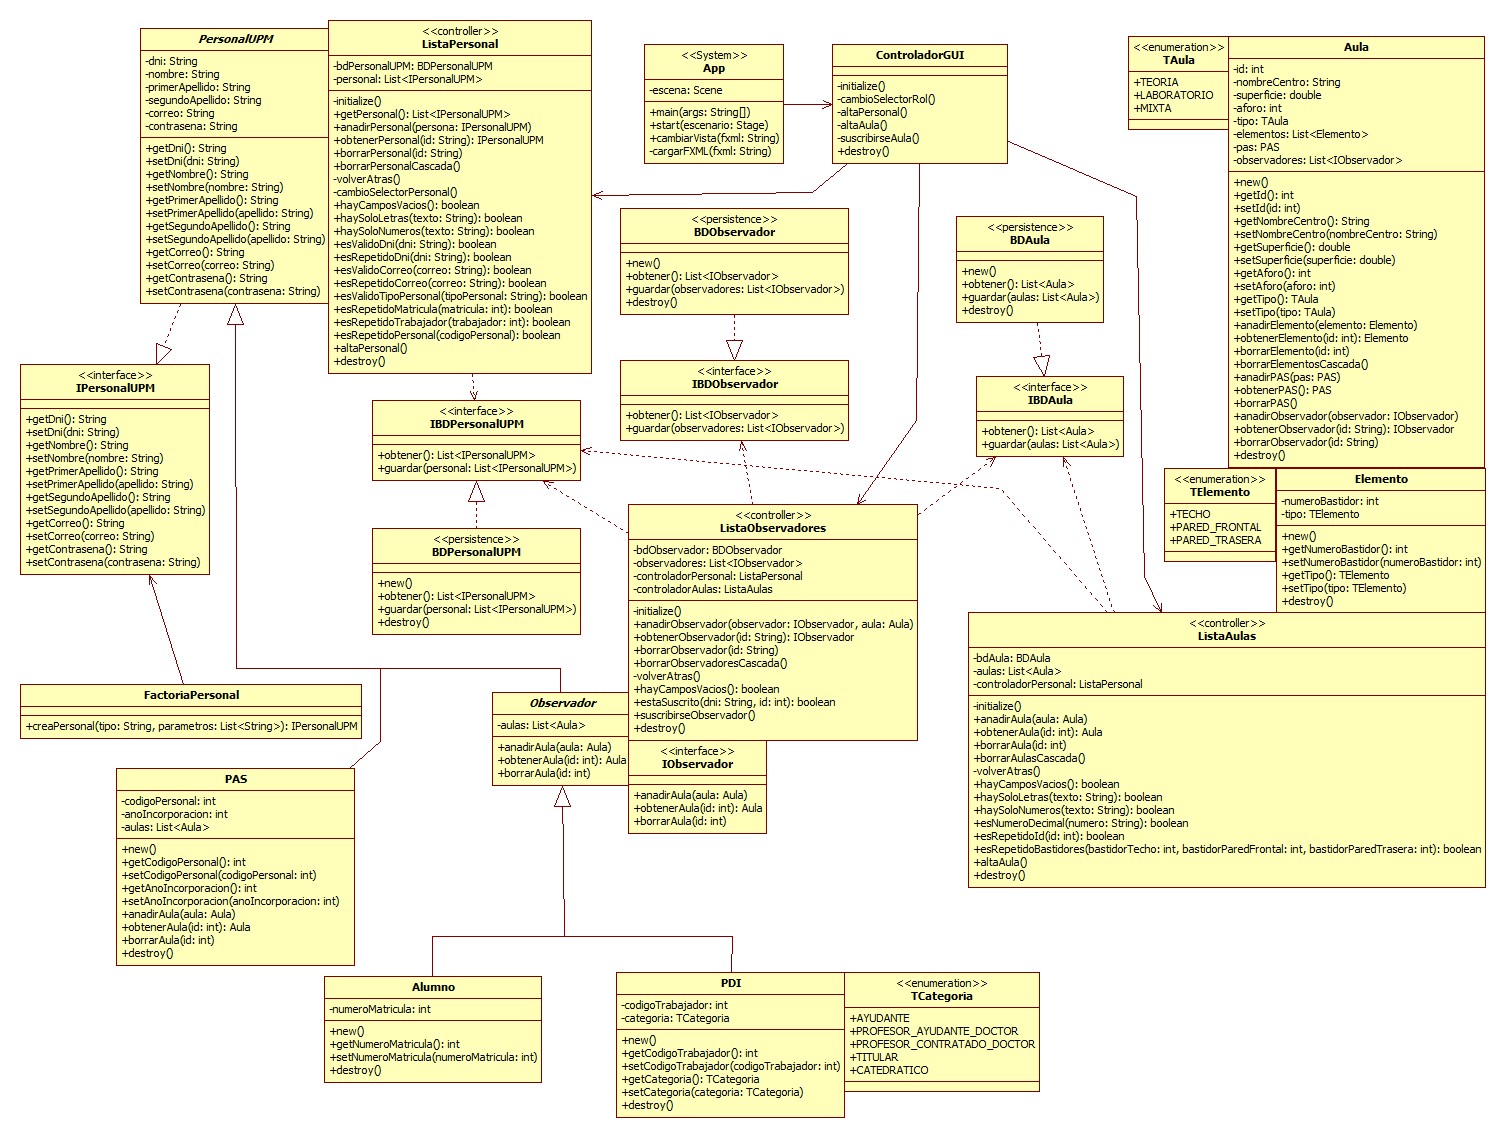 PersonalUPM
-dni: String
-nombre: String
-primerApellido: String
-segundoApellido: String
-correo: String
-contrasena: String
+getDni(): String
+setDni(dni: String)
+getNombre(): String
+setNombre(nombre: String)
+getPrimerApellido(): String
+setPrimerApellido(apellido: String)
+getSegundoApellido(): String
+setSegundoApellido(apellido: String)
+getCorreo(): String
+setCorreo(correo: String)
+getContrasena(): String
+setContrasena(contrasena: String)
<<controller>>
ListaPersonal
-bdPersonalUPM: BDPersonalUPM
-personal: List<IPersonalUPM>
-initialize()
+getPersonal(): List<IPersonalUPM>
+anadirPersonal(persona: IPersonalUPM)
+obtenerPersonal(id: String): IPersonalUPM
+borrarPersonal(id: String)
+borrarPersonalCascada()
-volverAtras()
-cambioSelectorPersonal()
+hayCamposVacios(): boolean
+haySoloLetras(texto: String): boolean
+haySoloNumeros(texto: String): boolean
+esValidoDni(dni: String): boolean
+esRepetidoDni(dni: String): boolean
+esValidoCorreo(correo: String): boolean
+esRepetidoCorreo(correo: String): boolean
+esValidoTipoPersonal(tipoPersonal: String): boolean
+esRepetidoMatricula(matricula: int): boolean
+esRepetidoTrabajador(trabajador: int): boolean
+esRepetidoPersonal(codigoPersonal): boolean
+altaPersonal()
+destroy()
<<System>>
App
-escena: Scene
+main(args: String[])
+start(escenario: Stage)
+cambiarVista(fxml: String)
-cargarFXML(fxml: String)
ControladorGUI
-initialize()
-cambioSelectorRol()
-altaPersonal()
-altaAula()
-suscribirseAula()
+destroy()
<<enumeration>>
TAula
+TEORIA
+LABORATORIO
+MIXTA
Aula
-id: int
-nombreCentro: String
-superficie: double
-aforo: int
-tipo: TAula
-elementos: List<Elemento>
-pas: PAS
-observadores: List<IObservador>
+new()
+getId(): int
+setId(id: int)
+getNombreCentro(): String
+setNombreCentro(nombreCentro: String)
+getSuperficie(): double
+setSuperficie(superficie: double)
+getAforo(): int
+setAforo(aforo: int)
+getTipo(): TAula
+setTipo(tipo: TAula)
+anadirElemento(elemento: Elemento)
+obtenerElemento(id: int): Elemento
+borrarElemento(id: int)
+borrarElementosCascada()
+anadirPAS(pas: PAS)
+obtenerPAS(): PAS
+borrarPAS()
+anadirObservador(observador: IObservador)
+obtenerObservador(id: String): IObservador
+borrarObservador(id: String)
+destroy()
<<persistence>>
BDObservador
+new()
+obtener(): List<IObservador>
+guardar(observadores: List<IObservador>)
+destroy()
<<persistence>>
BDAula
+new()
+obtener(): List<Aula>
+guardar(aulas: List<Aula>)
+destroy()
<<interface>>
IPersonalUPM
+getDni(): String
+setDni(dni: String)
+getNombre(): String
+setNombre(nombre: String)
+getPrimerApellido(): String
+setPrimerApellido(apellido: String)
+getSegundoApellido(): String
+setSegundoApellido(apellido: String)
+getCorreo(): String
+setCorreo(correo: String)
+getContrasena(): String
+setContrasena(contrasena: String)
<<interface>>
IBDPersonalUPM
+obtener(): List<IPersonalUPM>
+guardar(personal: List<IPersonalUPM>)
<<interface>>
IBDObservador
+obtener(): List<IObservador>
+guardar(observadores: List<IObservador>)
<<interface>>
IBDAula
+obtener(): List<Aula>
+guardar(aulas: List<Aula>)
<<enumeration>>
TElemento
+TECHO
+PARED_FRONTAL
+PARED_TRASERA
Elemento
-numeroBastidor: int
-tipo: TElemento
+new()
+getNumeroBastidor(): int
+setNumeroBastidor(numeroBastidor: int)
+getTipo(): TElemento
+setTipo(tipo: TElemento)
+destroy()
<<persistence>>
BDPersonalUPM
+new()
+obtener(): List<IPersonalUPM>
+guardar(personal: List<IPersonalUPM>)
+destroy()
<<controller>>
ListaObservadores
-bdObservador: BDObservador
-observadores: List<IObservador>
-controladorPersonal: ListaPersonal
-controladorAulas: ListaAulas
-initialize()
+anadirObservador(observador: IObservador, aula: Aula)
+obtenerObservador(id: String): IObservador
+borrarObservador(id: String)
+borrarObservadoresCascada()
-volverAtras()
+hayCamposVacios(): boolean
+estaSuscrito(dni: String, id: int): boolean
+suscribirseObservador()
+destroy()
<<controller>>
ListaAulas
-bdAula: BDAula
-aulas: List<Aula>
-controladorPersonal: ListaPersonal
-initialize()
+anadirAula(aula: Aula)
+obtenerAula(id: int): Aula
+borrarAula(id: int)
+borrarAulasCascada()
-volverAtras()
+hayCamposVacios(): boolean
+haySoloLetras(texto: String): boolean
+haySoloNumeros(texto: String): boolean
+esNumeroDecimal(numero: String): boolean
+esRepetidoId(id: int): boolean
+esRepetidoBastidores(bastidorTecho: int, bastidorParedFrontal: int, bastidorParedTrasera: int): boolean
+altaAula()
+destroy()
FactoriaPersonal
+creaPersonal(tipo: String, parametros: List<String>): IPersonalUPM
Observador
-aulas: List<Aula>
+anadirAula(aula: Aula)
+obtenerAula(id: int): Aula
+borrarAula(id: int)
<<interface>>
IObservador
+anadirAula(aula: Aula)
+obtenerAula(id: int): Aula
+borrarAula(id: int)
PAS
-codigoPersonal: int
-anoIncorporacion: int
-aulas: List<Aula>
+new()
+getCodigoPersonal(): int
+setCodigoPersonal(codigoPersonal: int)
+getAnoIncorporacion(): int
+setAnoIncorporacion(anoIncorporacion: int)
+anadirAula(aula: Aula)
+obtenerAula(id: int): Aula
+borrarAula(id: int)
+destroy()
Alumno
-numeroMatricula: int
+new()
+getNumeroMatricula(): int
+setNumeroMatricula(numeroMatricula: int)
+destroy()
PDI
-codigoTrabajador: int
-categoria: TCategoria
+new()
+getCodigoTrabajador(): int
+setCodigoTrabajador(codigoTrabajador: int)
+getCategoria(): TCategoria
+setCategoria(categoria: TCategoria)
+destroy()
<<enumeration>>
TCategoria
+AYUDANTE
+PROFESOR_AYUDANTE_DOCTOR
+PROFESOR_CONTRATADO_DOCTOR
+TITULAR
+CATEDRATICO